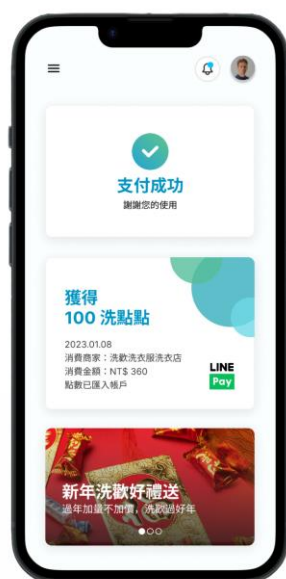 支付成功
謝謝您的使用
獲得
100 洗點點
2023.01.08
消費商家：洗歡洗衣服洗衣店
消費金額：NT$ 360
點數已匯入帳戶
LINE
Pay
新年洗歡好禮送
過年加量不加價，洗歡過好年